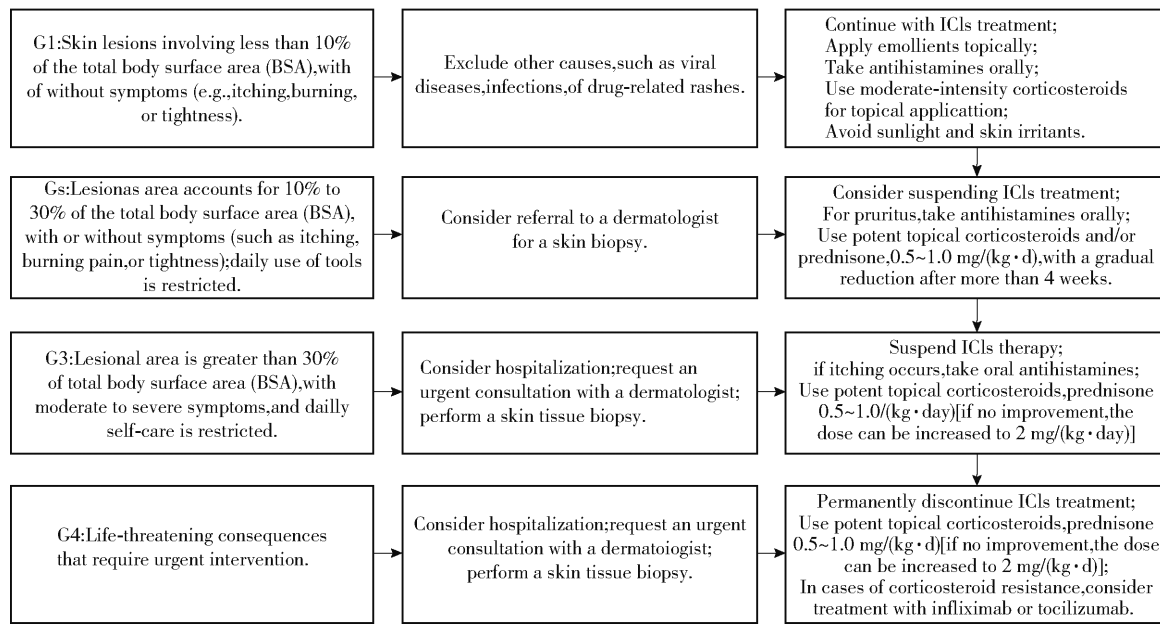 G1:Skin lesions involving less than 10%
of the total body surface area (BSA),with
of without symptoms (e.g.,itching,burning,
or tightness).
Exclude other causes,such as viral
diseases,infections,of drug-related rashes.
Continue with ICIs treatment;
Apply emollients topically;
Take antihistamines orally;
Use moderate-intensity corticosteroids
for topical applicattion;
Avoid sunlight and skin irritants.
Gs:Lesionas area accounts for 10% to
30% of the total body surface area (BSA),
with or without symptoms (such as itching,
burning pain,or tightness);daily use of tools
is restricted.
Consider referral to a dermatologist
for a skin biopsy.
Consider suspending ICIs treatment;
For pruritus,take antihistamines orally;
Use potent topical corticosteroids and/or
prednisone,0.5~1.0 mg/(kg·d),with a gradual
reduction after more than 4 weeks.
G3:Lesional area is greater than 30%
of total body surface area (BSA),with
moderate to severe symptoms,and dailly
self-care is restricted.
Consider hospitalization;request an
urgent consultation with a dermatologist;
perform a skin tissue biopsy.
Suspend ICIs therapy;
if itching occurs,take oral antihistamines;
Use potent topical corticosteroids,prednisone
0.5~1.0/(kg·day)[if no improvement,the
dose can be increased to 2 mg/(kg·day)]
G4:Life-threatening consequences
that require urgent intervention.
Consider hospitalization;request an urgent
consultation with a dermatoiogist;
perform a skin tissue biopsy.
Permanently discontinue ICIs treatment;
Use potent topical corticosteroids,prednisone
0.5~1.0 mg/(kg·d)[if no improvement,the dose
can be increased to 2 mg/(kg·d)];
In cases of corticosteroid resistance,consider
treatment with infliximab or tocilizumab.